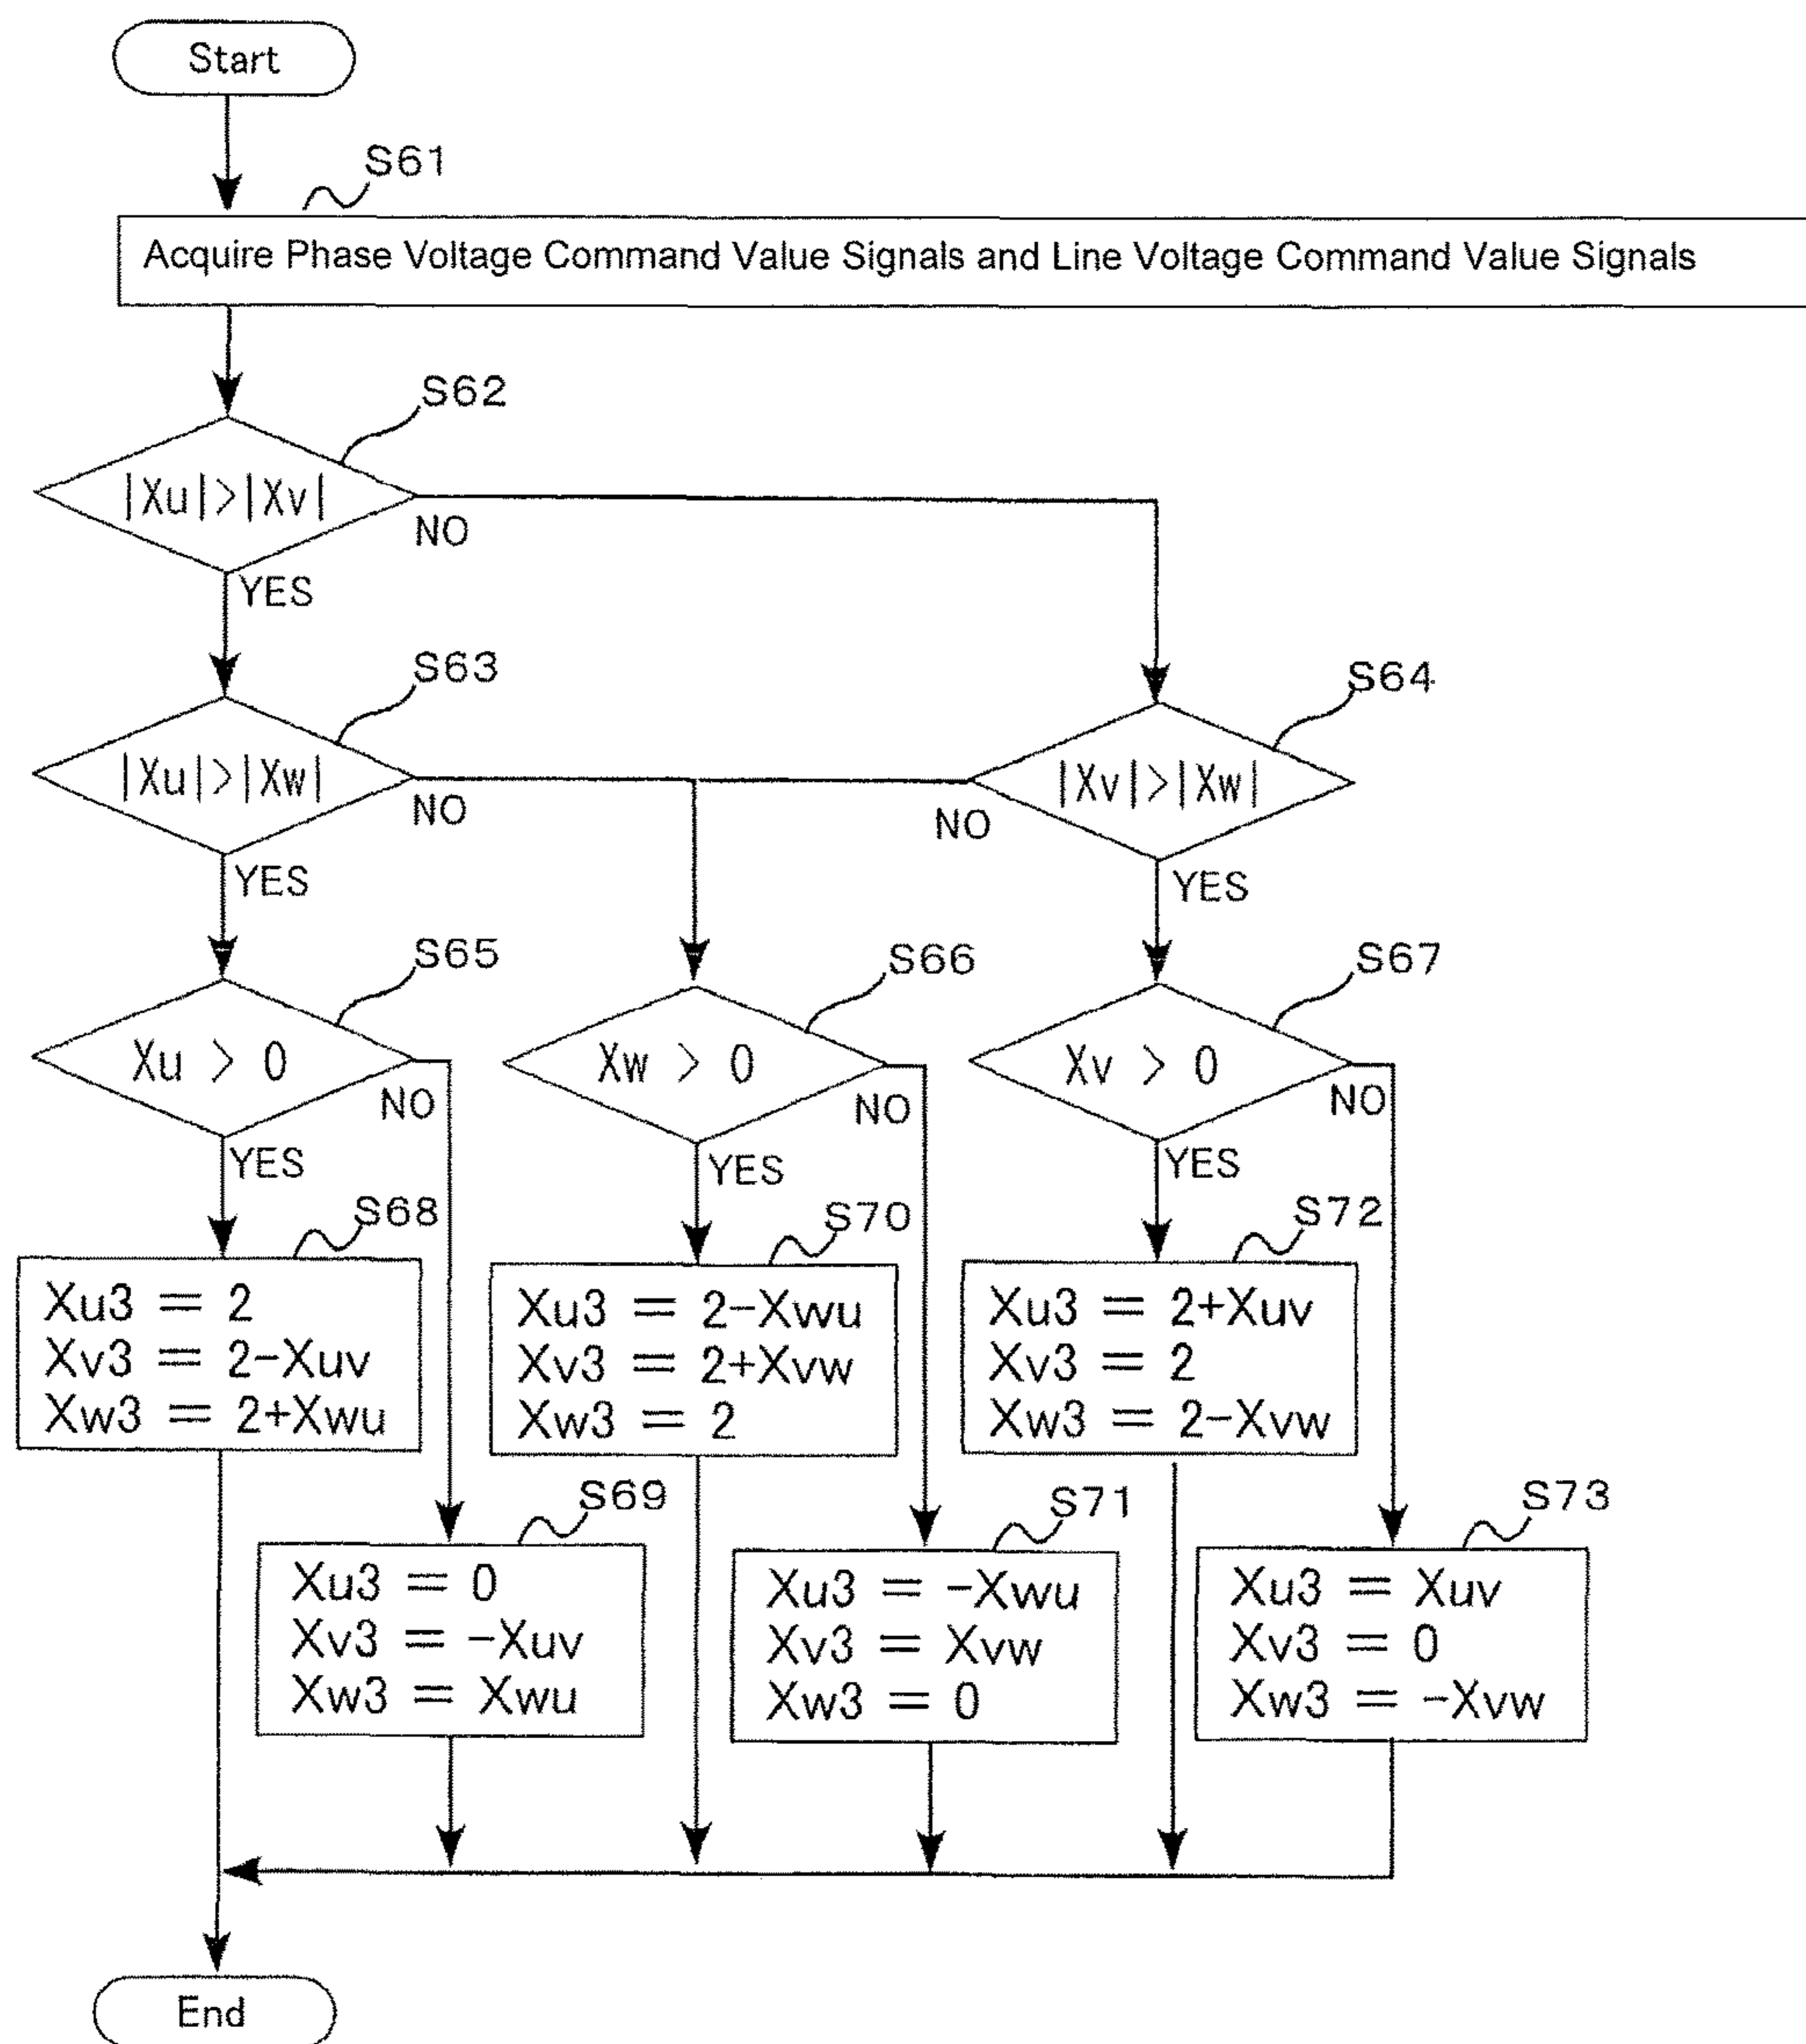 Start
S61
Acquire Phase Voltage Command Value Signals and Line Voltage Command Value Signals
S62
|Xu|>|Xv|
NO
YES
S63
|Xu|>|Xw|
NO
YES
S64
|Xv|>|Xw|
NO
YES
S65
Xu > 0
NO
YES
S66
Xw > 0
NO
YES
S67
Xv > 0
NO
YES
S68
Xu3 = 2
Xv3 = 2-Xuv
Xw3 = 2+Xwu
S70
Xu3 = 2-Xwu
Xv3 = 2+Xvw
Xw3 = 2
S72
Xu3 = 2+Xuv
Xv3 = 2
Xw3 = 2-Xvw
S69
Xu3 = 0
Xv3 = -Xuv
Xw3 = Xwu
S71
Xu3 = -Xwu
Xv3 = Xvw
Xw3 = 0
S73
Xu3 = Xuv
Xv3 = 0
Xw3 = -Xvw
End